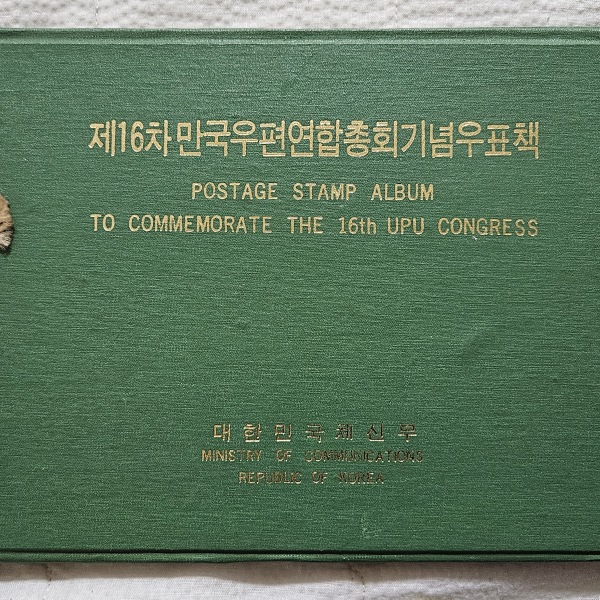 제16차만국우편연합총회기념우표책
POSTAGE STAMP ALBUM
TO COMMEMORATE THE 16th UPU CONGRESS
대한민국체신부
MINISTRY OF COMMUNICATIONS
REPUBLIC OF KOREA